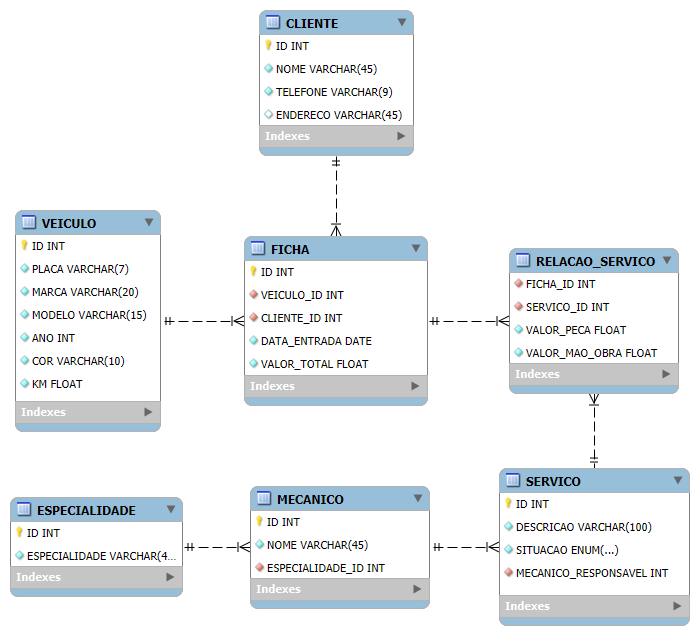 CLIENTE
ID INT
NOME VARCHAR(45)
TELEFONE VARCHAR(9)
ENDERECO VARCHAR(45)
Indexes
VEICULO
ID INT
PLACA VARCHAR(7)
MARCA VARCHAR(20)
MODELO VARCHAR(15)
ANO INT
COR VARCHAR(10)
KM FLOAT
Indexes
FICHA
ID INT
VEICULO_ID INT
CLIENTE_ID INT
DATA_ENTRADA DATE
VALOR_TOTAL FLOAT
Indexes
RELACAO_SERVICO
FICHA_ID INT
SERVICO_ID INT
VALOR_PECA FLOAT
VALOR_MAO_OBRA FLOAT
Indexes
ESPECIALIDADE
ID INT
ESPECIALIDADE VARCHAR(4...
Indexes
MECANICO
ID INT
NOME VARCHAR(45)
ESPECIALIDADE_ID INT
Indexes
SERVICO
ID INT
DESCRICAO VARCHAR(100)
SITUACAO ENUM(...)
MECANICO_RESPONSAVEL INT
Indexes